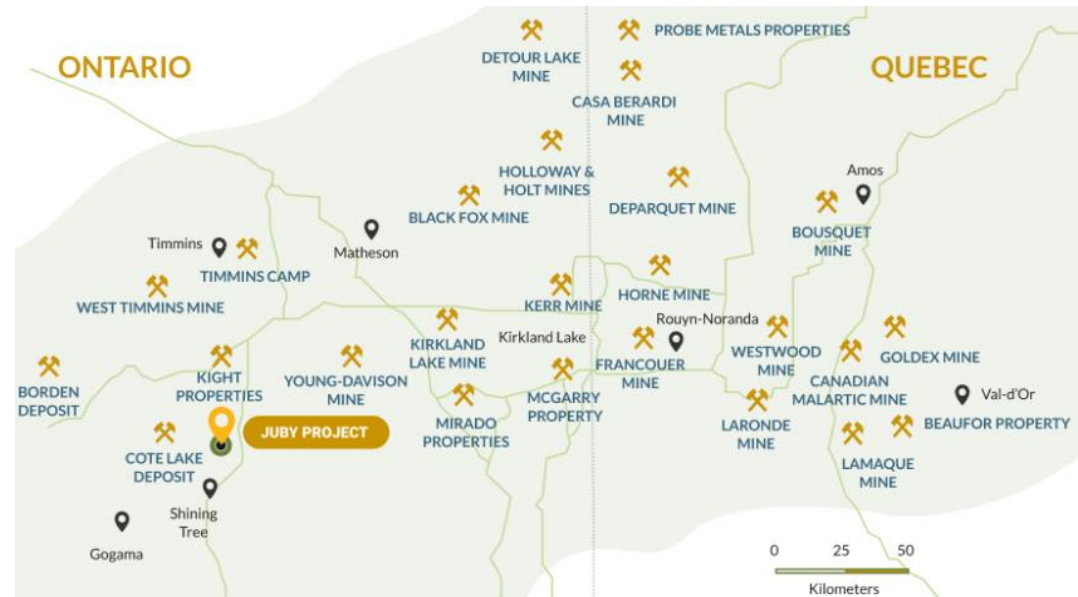 ONTARIO
QUEBEC
DETOUR LAKE
MINE
PROBE METALS PROPERTIES
CASA BERARDI
MINE
HOLLOWAY &
HOLT MINES
BLACK FOX MINE
DEPARQUET MINE
Amos
BOUSQUET
MINE
Timmins
TIMMINS CAMP
Matheson
WEST TIMMINS MINE
KERR MINE
HORNE MINE
Kirkland Lake
Rouyn-Noranda
KIRKLAND
LAKE MINE
FRANCOUER
MINE
WESTWOOD
MINE
GOLDEX MINE
CANADIAN
MALARTIC MINE
BORDEN
DEPOSIT
KIGHT
PROPERTIES
YOUNG-DAVISON
MINE
MCGARRY
PROPERTY
MIRADO
PROPERTIES
Val-d'Or
BEAUFOR PROPERTY
LARONDE
MINE
LAMAQUE
MINE
JUBY PROJECT
COTE LAKE
DEPOSIT
Shining
Tree
Gogama
0 25 50
Kilometers